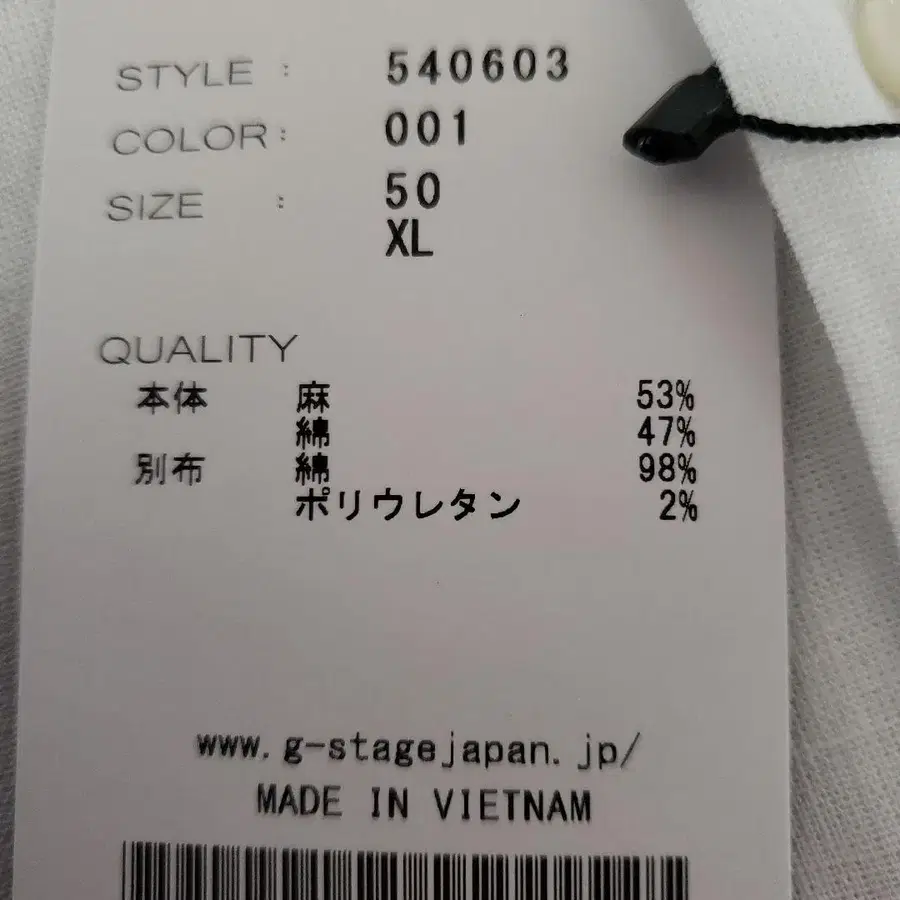 STYLE : 540603
COLOR: 001
SIZE : 50
XL
QUALITY
本体 麻 53%
綿 47%
別布 綿 98%
ポリウレタン 2%
www.g-stagejapan.jp/
MADE IN VIETNAM